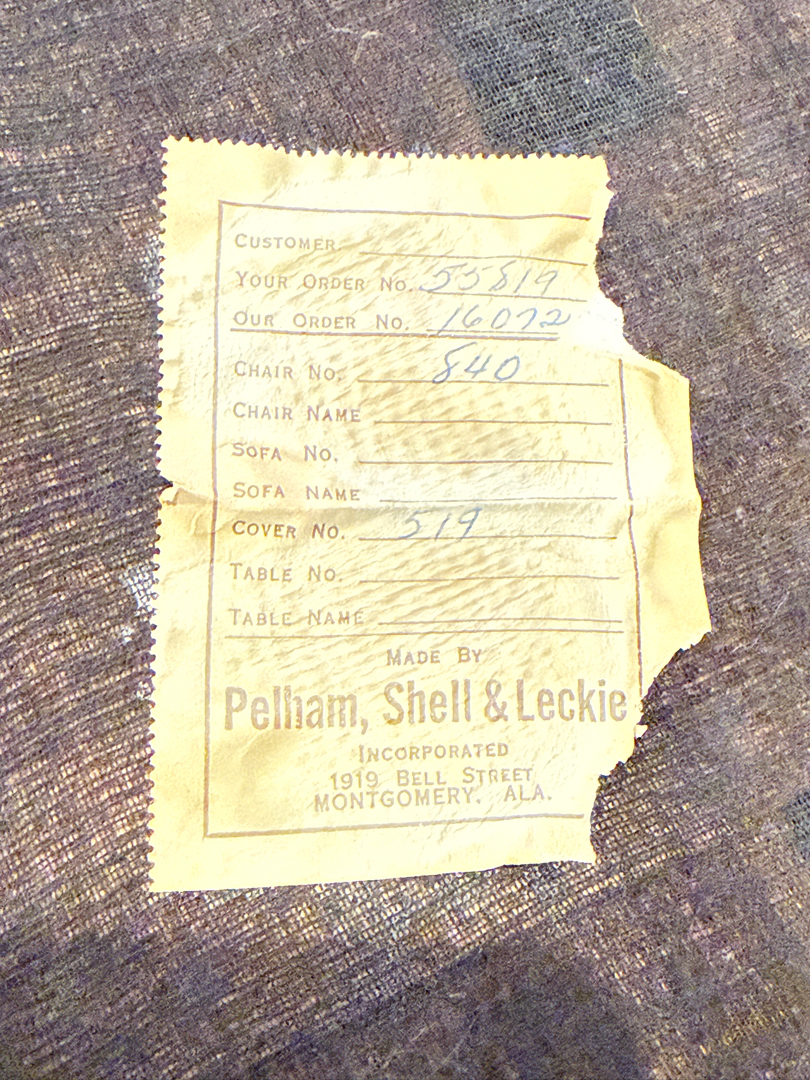 CUSTOMER
YOUR ORDER NO. 55819
OUR ORDER NO. 16072
CHAIR NO. 840
CHAIR NAME
SOFA NO.
SOFA NAME
COVER NO. 519
TABLE NO.
TABLE NAME
MADE BY
Pelham, Shell & Leckie
INCORPORATED
1919 BELL STREET
MONTGOMERY, ALA.